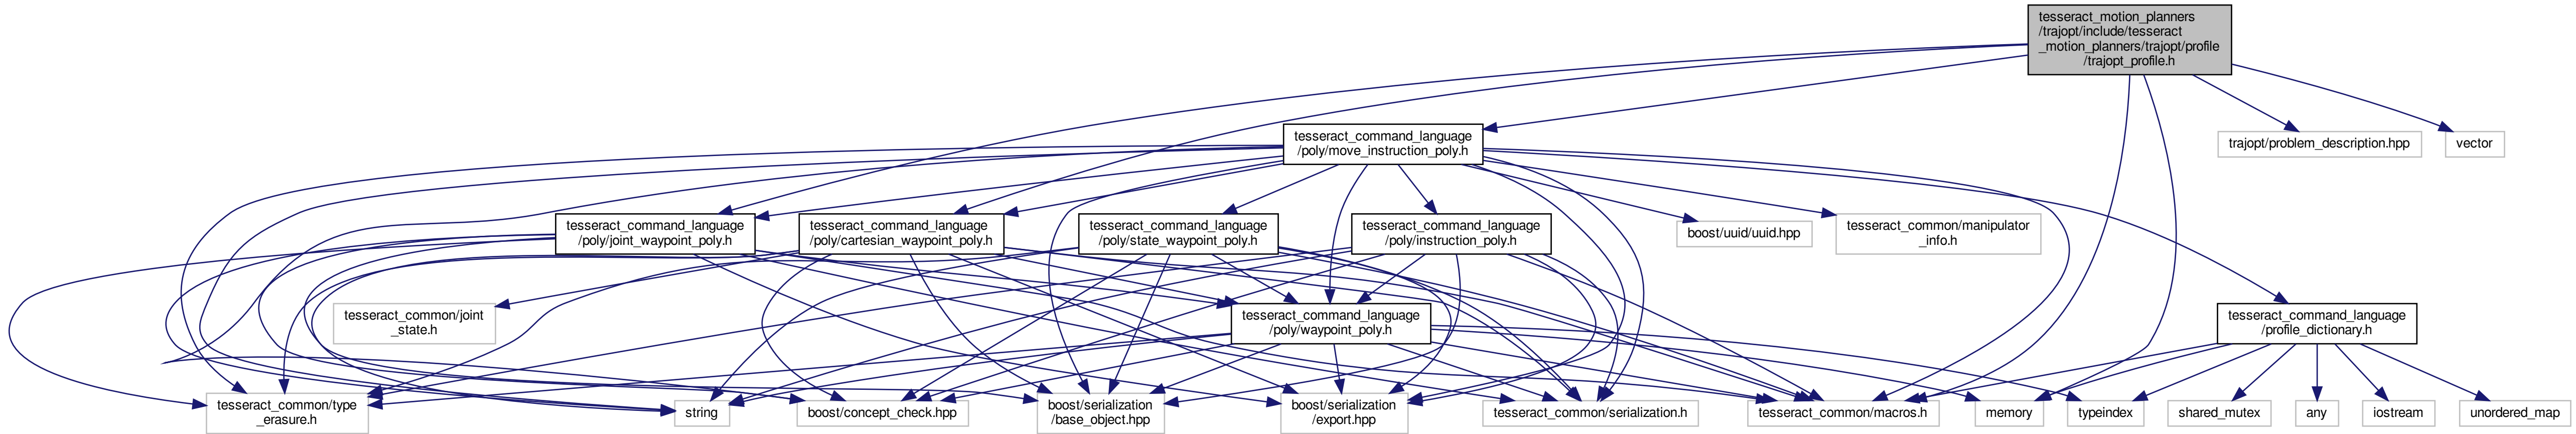 tesseract_motion_planners
/trajopt/include/tesseract
_motion_planners/trajopt/profile
/trajopt_profile.h
tesseract_command_language
/poly/move_instruction_poly.h
trajopt/problem_description.hpp
vector
tesseract_command_language
/poly/joint_waypoint_poly.h
tesseract_command_language
/poly/cartesian_waypoint_poly.h
tesseract_command_language
/poly/state_waypoint_poly.h
tesseract_command_language
/poly/instruction_poly.h
boost/uuid/uuid.hpp
tesseract_common/manipulator
_info.h
tesseract_common/joint
_state.h
tesseract_command_language
/poly/waypoint_poly.h
tesseract_command_language
/profile_dictionary.h
tesseract_common/type
_erasure.h
string
boost/concept_check.hpp
boost/serialization
/base_object.hpp
boost/serialization
/export.hpp
tesseract_common/serialization.h
tesseract_common/macros.h
memory
typeindex
shared_mutex
any
iostream
unordered_map